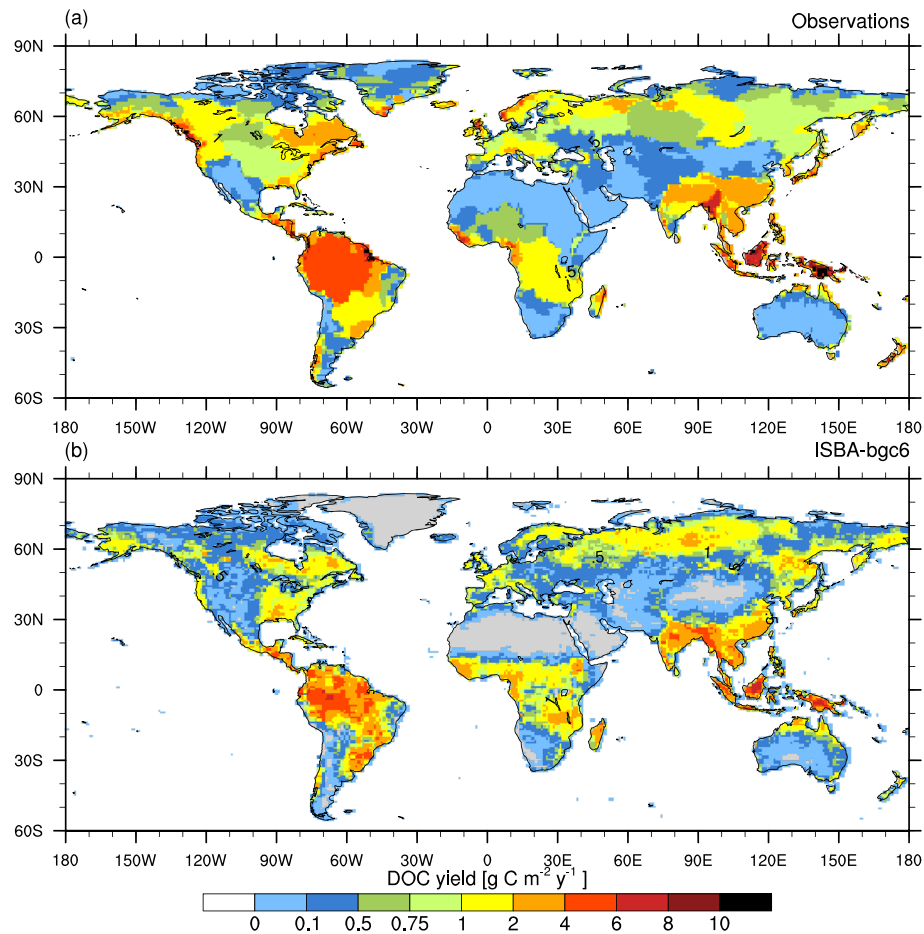 (a)
Observations
90N
60N
30N
0
30S
60S
180 150W 120W 90W 60W 30W 0 30E 60E 90E 120E 150E 180
(b)
ISBA-bgc6
90N
60N
30N
0
30S
60S
180 150W 120W 90W 60W 30W 0 30E 60E 90E 120E 150E 180
DOC yield [g C m⁻² y⁻¹ ]
0 0.1 0.5 0.75 1 2 4 6 8 10